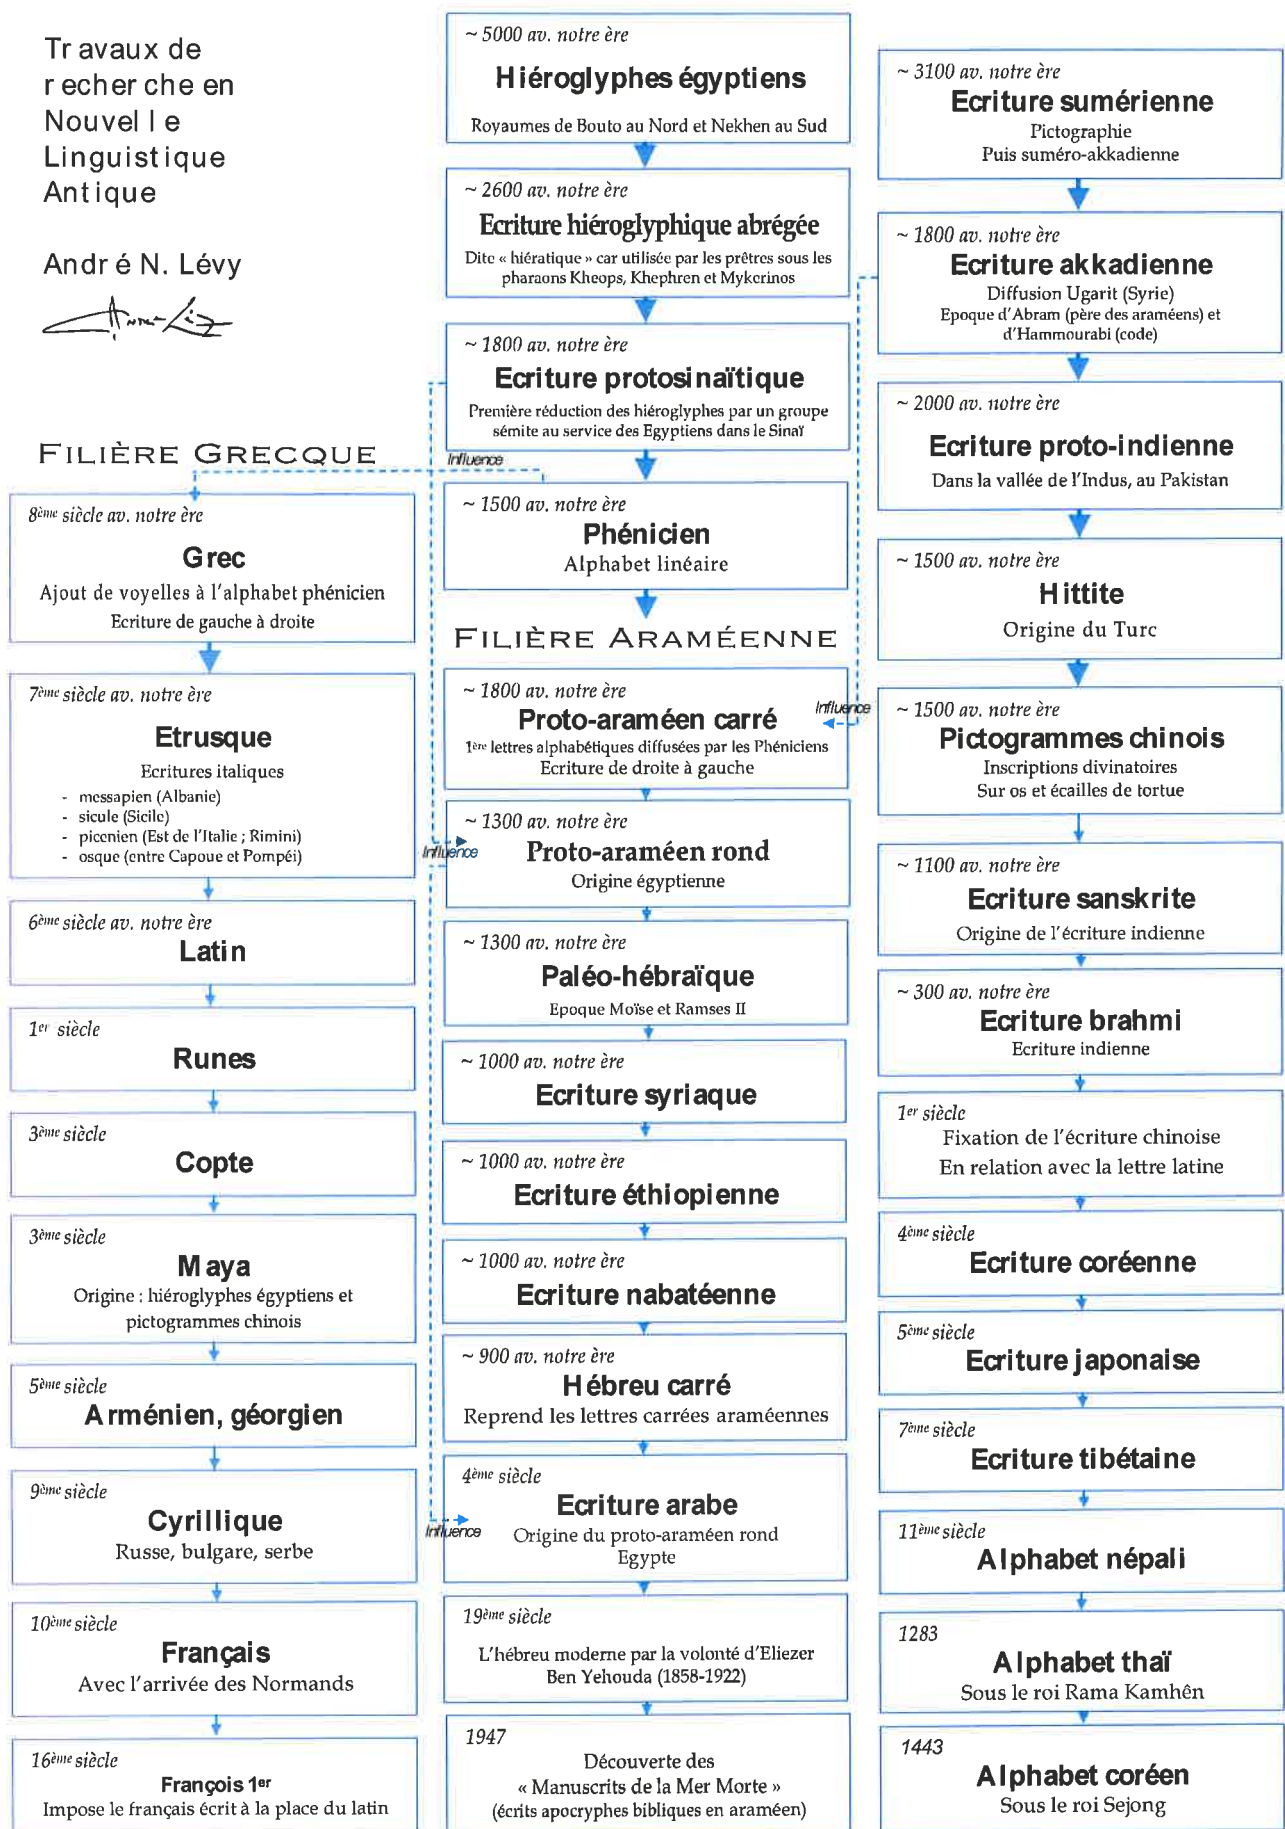 Travaux de
recherche en
Nouvelle
Linguistique
Antique
André N. Lévy
André Lévy
FILIÈRE GRECQUE
8ème siècle av. notre ère
Grec
Ajout de voyelles à l'alphabet phénicien
Ecriture de gauche à droite
7ème siècle av. notre ère
Etrusque
Ecritures italiques
- messapien (Albanie)
- sicule (Sicile)
- picenien (Est de l'Italie ; Rimini)
- osque (entre Capoue et Pompéi)
6ème siècle av. notre ère
Latin
1er siècle
Runes
3ème siècle
Copte
3ème siècle
Maya
Origine : hiéroglyphes égyptiens et
pictogrammes chinois
5ème siècle
Arménien, géorgien
9ème siècle
Cyrillique
Russe, bulgare, serbe
10ème siècle
Français
Avec l'arrivée des Normands
16ème siècle
François 1er
Impose le français écrit à la place du latin
~ 5000 av. notre ère
Hiéroglyphes égyptiens
Royaumes de Bouto au Nord et Nekhen au Sud
~ 2600 av. notre ère
Ecriture hiéroglyphique abrégée
Dite « hiératique » car utilisée par les prêtres sous les
pharaons Kheops, Khephren et Mykerinos
~ 1800 av. notre ère
Ecriture protosinaïtique
Première réduction des hiéroglyphes par un groupe
sémite au service des Egyptiens dans le Sinaï
Influence
~ 1500 av. notre ère
Phénicien
Alphabet linéaire
FILIÈRE ARAMÉENNE
~ 1800 av. notre ère
Proto-araméen carré
1ère lettres alphabétiques diffusées par les Phéniciens
Ecriture de droite à gauche
Influence
~ 1300 av. notre ère
Proto-araméen rond
Origine égyptienne
Influence
~ 1300 av. notre ère
Paléo-hébraïque
Epoque Moïse et Ramses II
~ 1000 av. notre ère
Ecriture syriaque
~ 1000 av. notre ère
Ecriture éthiopienne
~ 1000 av. notre ère
Ecriture nabatéenne
~ 900 av. notre ère
Hébreu carré
Reprend les lettres carrées araméennes
4ème siècle
Ecriture arabe
Origine du proto-araméen rond
Egypte
Influence
19ème siècle
L'hébreu moderne par la volonté d'Eliezer
Ben Yehouda (1858-1922)
1947
Découverte des
« Manuscrits de la Mer Morte »
(écrits apocryphes bibliques en araméen)
~ 3100 av. notre ère
Ecriture sumérienne
Pictographie
Puis suméro-akkadienne
~ 1800 av. notre ère
Ecriture akkadienne
Diffusion Ugarit (Syrie)
Epoque d'Abram (père des araméens) et
d'Hammourabi (code)
~ 2000 av. notre ère
Ecriture proto-indienne
Dans la vallée de l'Indus, au Pakistan
~ 1500 av. notre ère
Hittite
Origine du Turc
~ 1500 av. notre ère
Pictogrammes chinois
Inscriptions divinatoires
Sur os et écailles de tortue
~ 1100 av. notre ère
Ecriture sanskrite
Origine de l'écriture indienne
~ 300 av. notre ère
Ecriture brahmi
Ecriture indienne
1er siècle
Fixation de l'écriture chinoise
En relation avec la lettre latine
4ème siècle
Ecriture coréenne
5ème siècle
Ecriture japonaise
7ème siècle
Ecriture tibétaine
11ème siècle
Alphabet népali
1283
Alphabet thaï
Sous le roi Rama Kamhên
1443
Alphabet coréen
Sous le roi Sejong